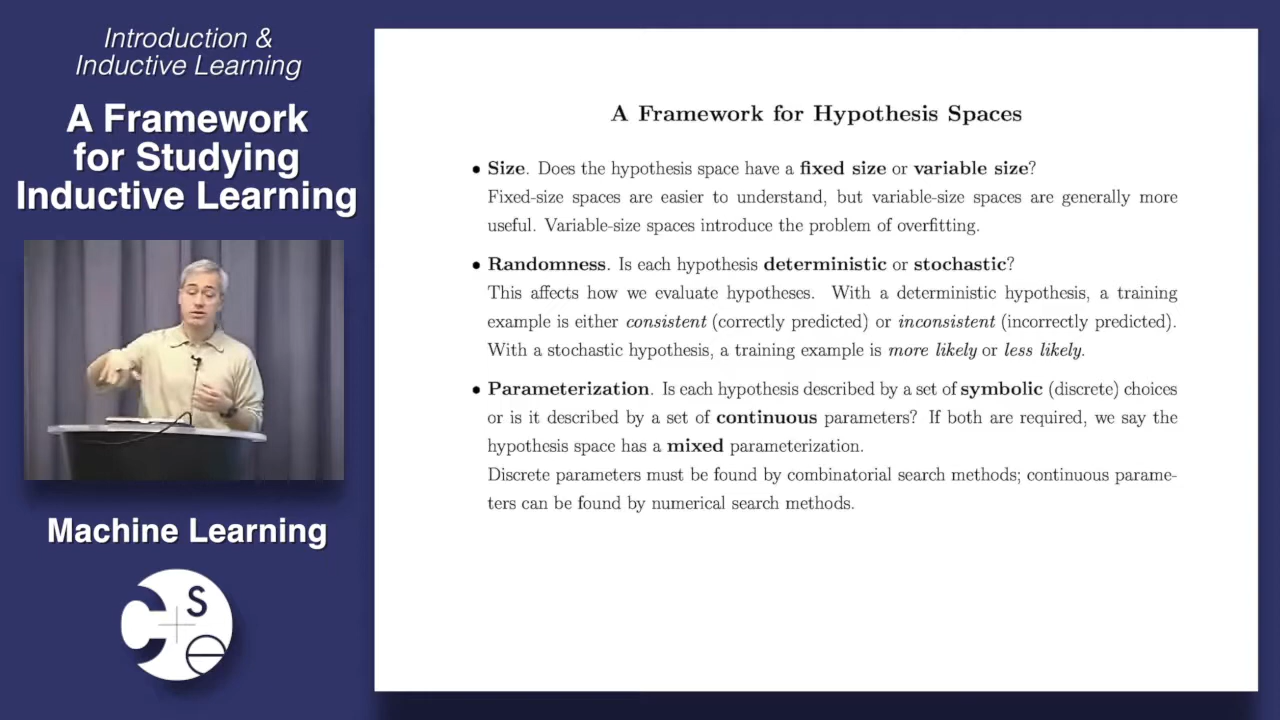 Introduction &
Inductive Learning
A Framework
for Studying
Inductive Learning
Machine Learning
C s e
A Framework for Hypothesis Spaces
• Size. Does the hypothesis space have a fixed size or variable size?
Fixed-size spaces are easier to understand, but variable-size spaces are generally more
useful. Variable-size spaces introduce the problem of overfitting.
• Randomness. Is each hypothesis deterministic or stochastic?
This affects how we evaluate hypotheses. With a deterministic hypothesis, a training
example is either consistent (correctly predicted) or inconsistent (incorrectly predicted).
With a stochastic hypothesis, a training example is more likely or less likely.
• Parameterization. Is each hypothesis described by a set of symbolic (discrete) choices
or is it described by a set of continuous parameters? If both are required, we say the
hypothesis space has a mixed parameterization.
Discrete parameters must be found by combinatorial search methods; continuous parame-
ters can be found by numerical search methods.